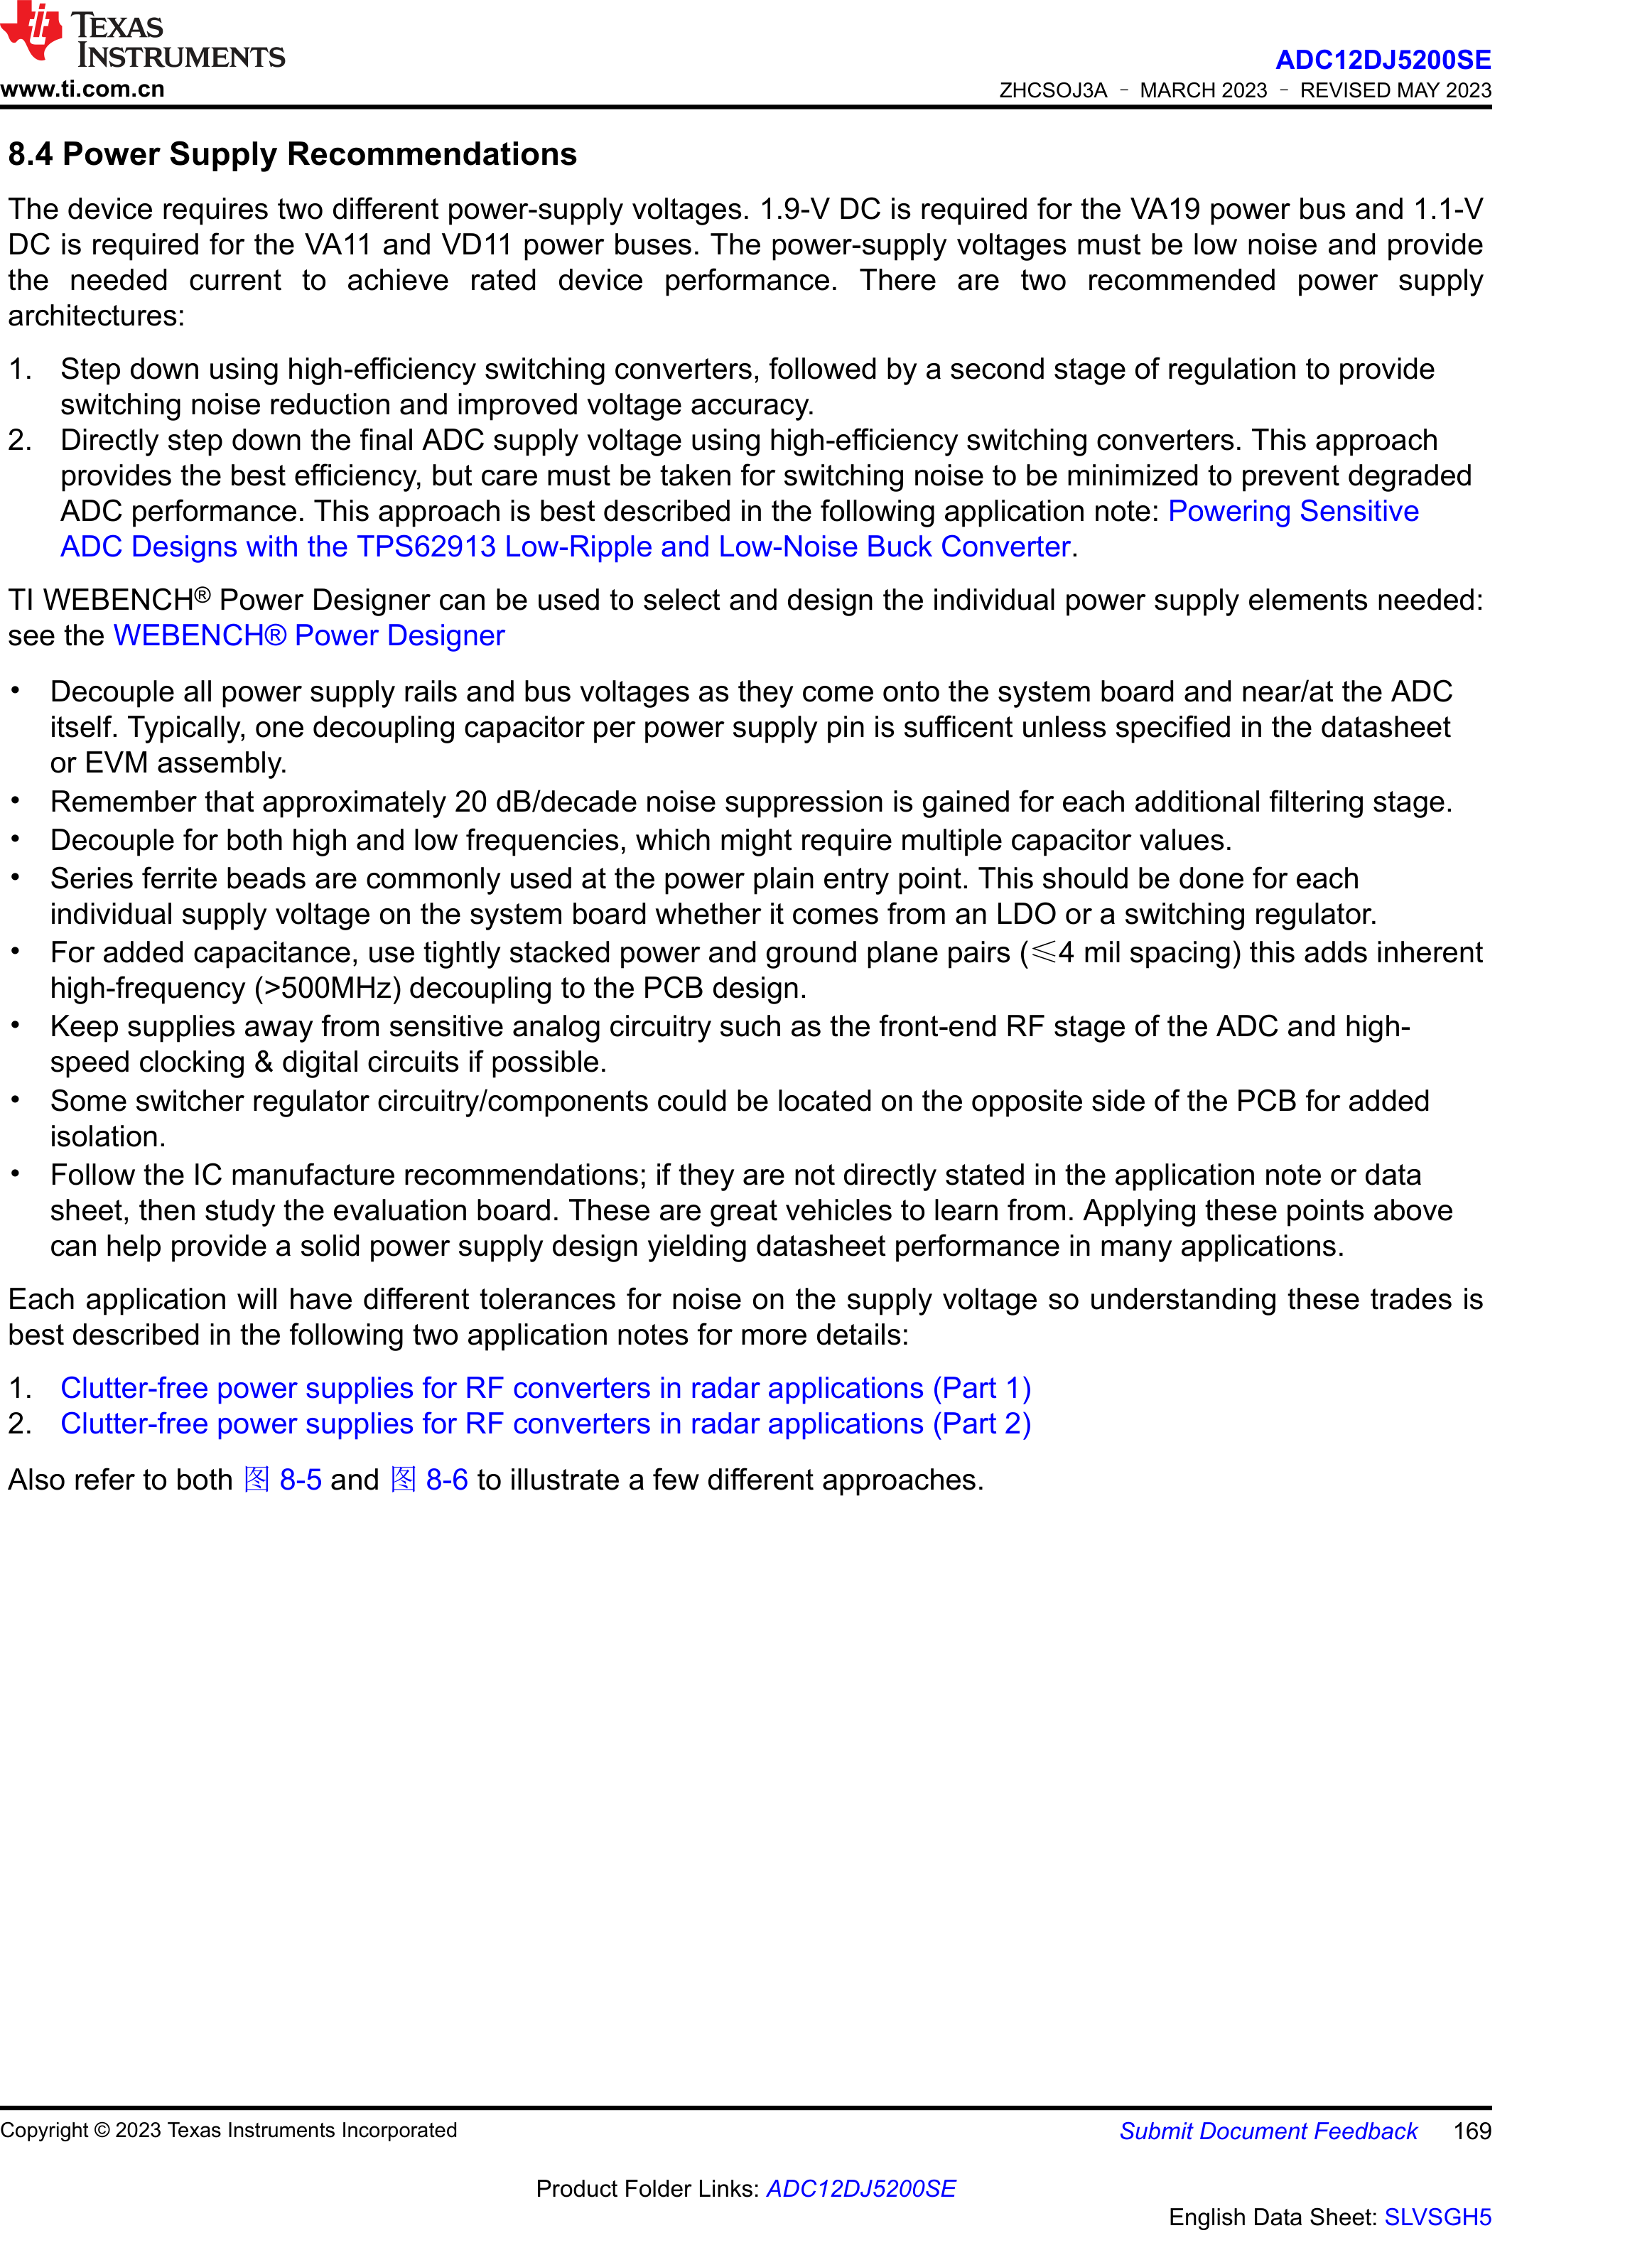 TEXAS
INSTRUMENTS
www.ti.com.cn
ADC12DJ5200SE
ZHCSOJ3A – MARCH 2023 – REVISED MAY 2023
8.4 Power Supply Recommendations
The device requires two different power-supply voltages. 1.9-V DC is required for the VA19 power bus and 1.1-V
DC is required for the VA11 and VD11 power buses. The power-supply voltages must be low noise and provide
the needed current to achieve rated device performance. There are two recommended power supply
architectures:
1. Step down using high-efficiency switching converters, followed by a second stage of regulation to provide
switching noise reduction and improved voltage accuracy.
2. Directly step down the final ADC supply voltage using high-efficiency switching converters. This approach
provides the best efficiency, but care must be taken for switching noise to be minimized to prevent degraded
ADC performance. This approach is best described in the following application note: Powering Sensitive
ADC Designs with the TPS62913 Low-Ripple and Low-Noise Buck Converter.
TI WEBENCH® Power Designer can be used to select and design the individual power supply elements needed:
see the WEBENCH® Power Designer
• Decouple all power supply rails and bus voltages as they come onto the system board and near/at the ADC
itself. Typically, one decoupling capacitor per power supply pin is sufficent unless specified in the datasheet
or EVM assembly.
• Remember that approximately 20 dB/decade noise suppression is gained for each additional filtering stage.
• Decouple for both high and low frequencies, which might require multiple capacitor values.
• Series ferrite beads are commonly used at the power plain entry point. This should be done for each
individual supply voltage on the system board whether it comes from an LDO or a switching regulator.
• For added capacitance, use tightly stacked power and ground plane pairs (≤4 mil spacing) this adds inherent
high-frequency (>500MHz) decoupling to the PCB design.
• Keep supplies away from sensitive analog circuitry such as the front-end RF stage of the ADC and high-
speed clocking & digital circuits if possible.
• Some switcher regulator circuitry/components could be located on the opposite side of the PCB for added
isolation.
• Follow the IC manufacture recommendations; if they are not directly stated in the application note or data
sheet, then study the evaluation board. These are great vehicles to learn from. Applying these points above
can help provide a solid power supply design yielding datasheet performance in many applications.
Each application will have different tolerances for noise on the supply voltage so understanding these trades is
best described in the following two application notes for more details:
1. Clutter-free power supplies for RF converters in radar applications (Part 1)
2. Clutter-free power supplies for RF converters in radar applications (Part 2)
Also refer to both 图 8-5 and 图 8-6 to illustrate a few different approaches.
Copyright © 2023 Texas Instruments Incorporated
Submit Document Feedback 169
Product Folder Links: ADC12DJ5200SE
English Data Sheet: SLVSGH5